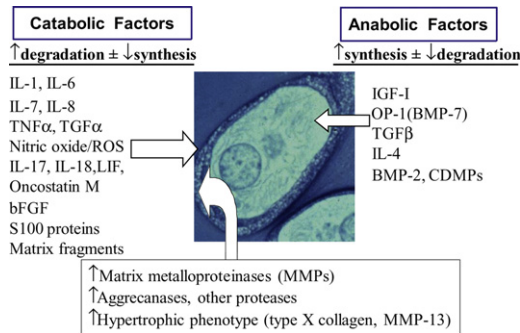 Catabolic Factors
↑degradation ± ↓synthesis
IL-1, IL-6
IL-7, IL-8
TNFα, TGFα
Nitric oxide/ROS
IL-17, IL-18,LIF,
Oncostatin M
bFGF
S100 proteins
Matrix fragments
Anabolic Factors
↑synthesis ± ↓degradation
IGF-I
OP-1(BMP-7)
TGFβ
IL-4
BMP-2, CDMPs
↑Matrix metalloproteinases (MMPs)
↑Aggrecanases, other proteases
↑Hypertrophic phenotype (type X collagen, MMP-13)